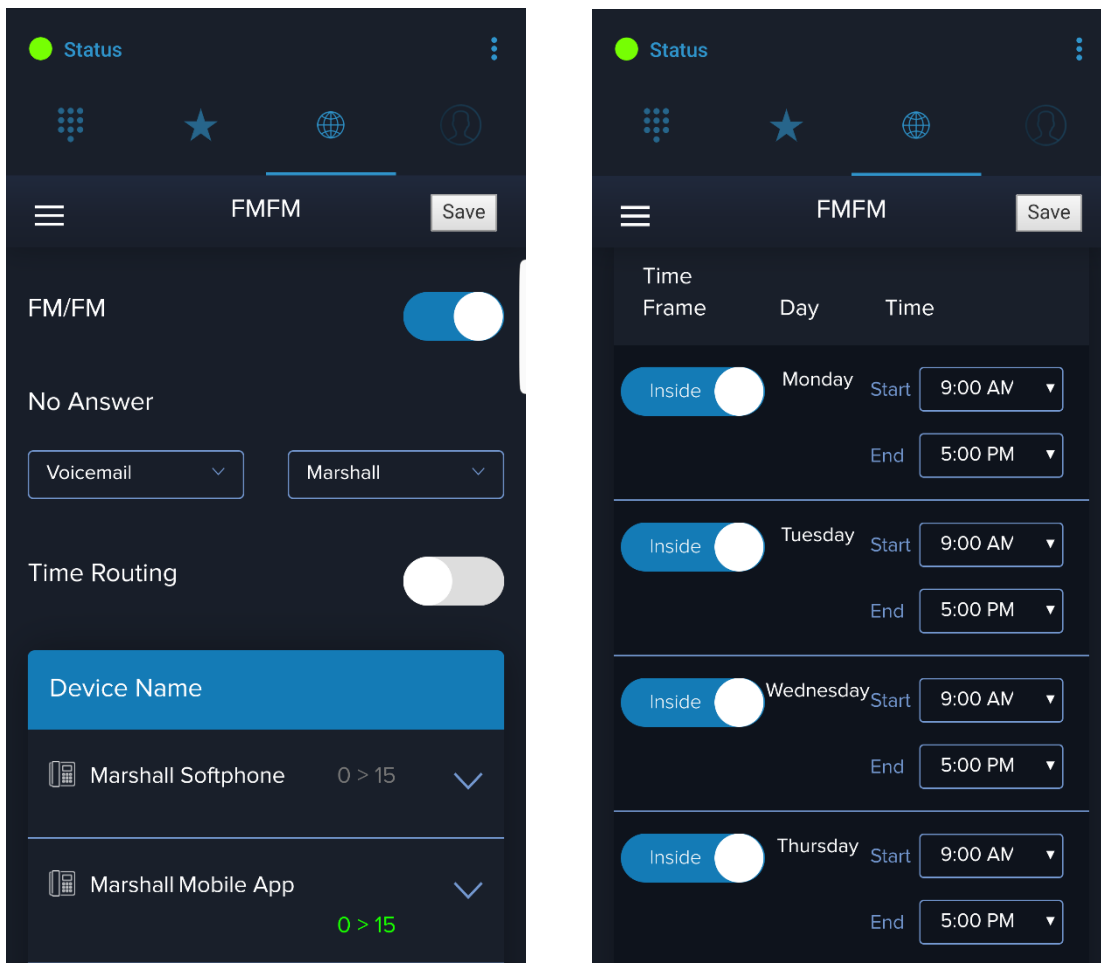 Status
FMFM
Save
FM/FM
No Answer
Voicemail
Marshall
Time Routing
Device Name
Marshall Softphone 0 > 15
Marshall Mobile App
0 > 15
Status
FMFM
Save
Time
Frame Day Time
Inside Monday Start 9:00 AM
End 5:00 PM
Inside Tuesday Start 9:00 AM
End 5:00 PM
Inside Wednesday Start 9:00 AM
End 5:00 PM
Inside Thursday Start 9:00 AM
End 5:00 PM